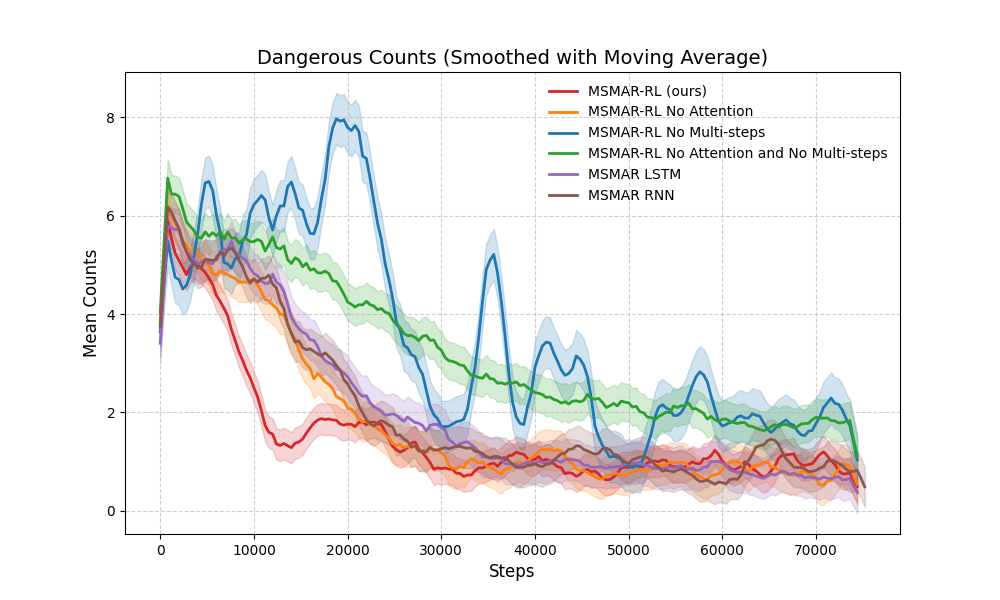 Dangerous Counts (Smoothed with Moving Average)
MSMAR-RL (ours)
MSMAR-RL No Attention
MSMAR-RL No Multi-steps
MSMAR-RL No Attention and No Multi-steps
MSMAR LSTM
MSMAR RNN
Mean Counts
8
6
4
2
0
0 10000 20000 30000 40000 50000 60000 70000
Steps